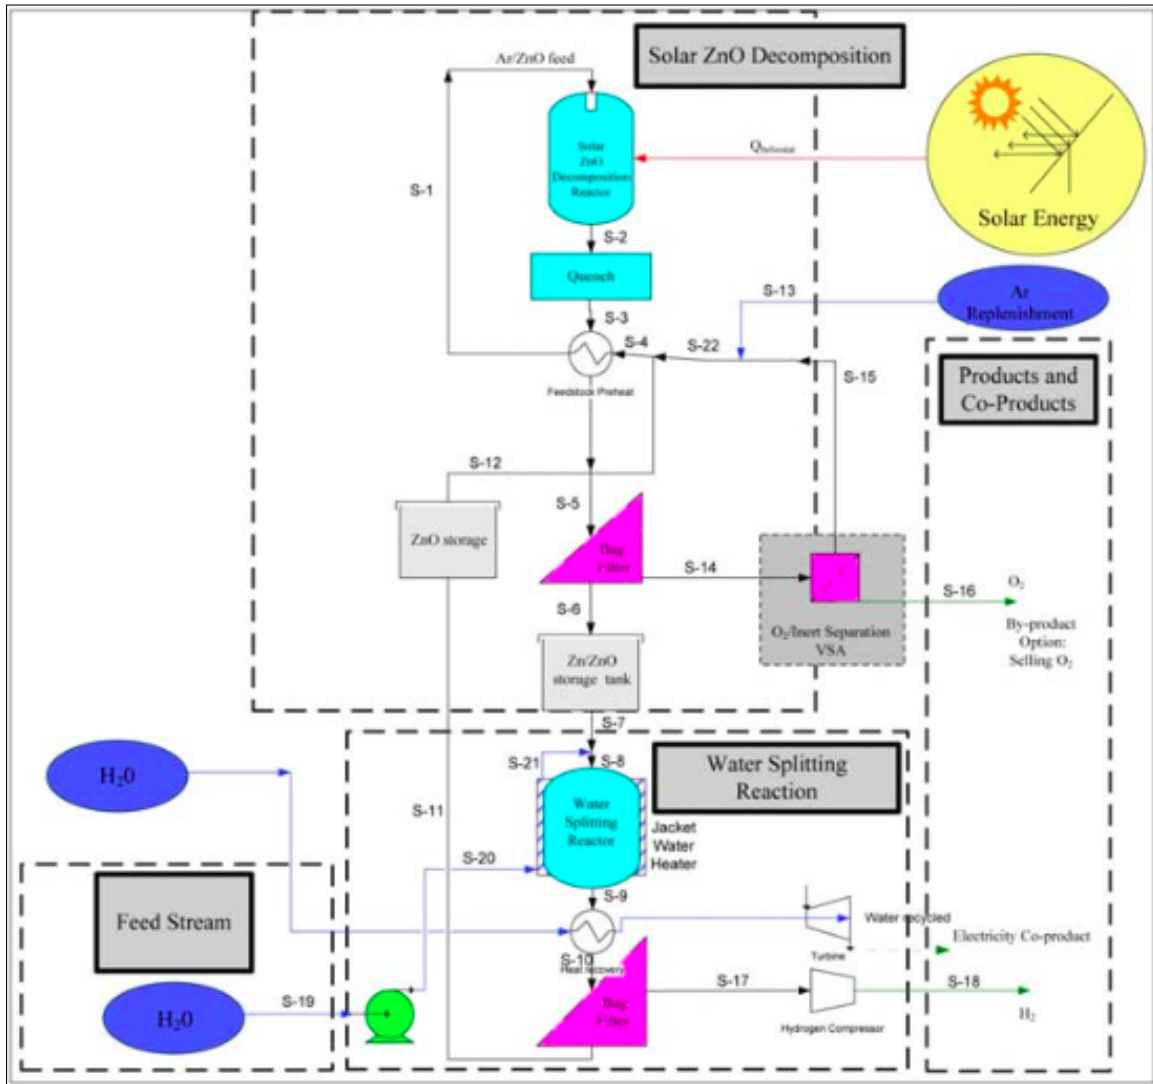 Solar ZnO Decomposition
Ar/ZnO feed
Solar
ZnO
Decomposition
Reactor
Qheliostat
Solar Energy
S-1
S-2
Quench
S-3
S-4
S-22
S-13
Ar
Replenishment
S-15
Feedstock Preheat
Products and
Co-Products
S-12
S-5
ZnO storage
Bag
Filter
S-14
S-16
O2
By-product
Option:
Selling O2
O2/Inert Separation
VSA
S-6
Zn/ZnO
storage tank
S-7
S-21
S-8
Water Splitting
Reaction
H20
S-11
Water
Splitting
Reactor
Jacket
Water
Heater
S-20
S-9
Feed Stream
Water recycled
Electricity Co-product
Turbine
S-10
Heat recovery
S-17
S-18
H2
Bag
Filter
Hydrogen Compressor
H20
S-19